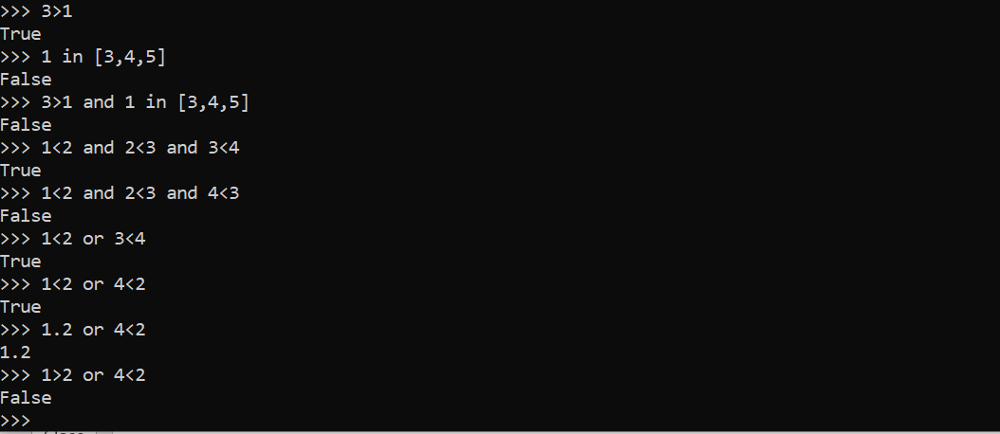 >>> 3>1
True
>>> 1 in [3,4,5]
False
>>> 3>1 and 1 in [3,4,5]
False
>>> 1<2 and 2<3 and 3<4
True
>>> 1<2 and 2<3 and 4<3
False
>>> 1<2 or 3<4
True
>>> 1<2 or 4<2
True
>>> 1.2 or 4<2
1.2
>>> 1>2 or 4<2
False
>>>